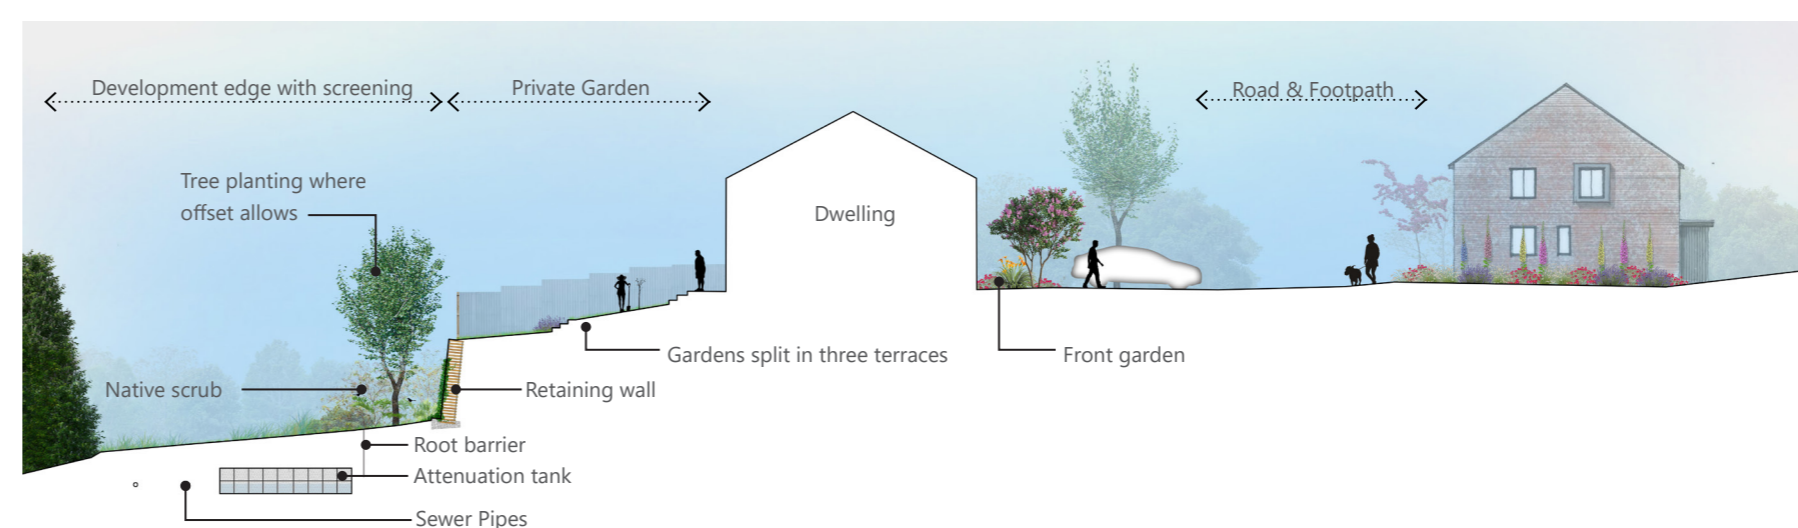 Development edge with screening
Private Garden
Road & Footpath
Tree planting where
offset allows
Dwelling
Gardens split in three terraces
Front garden
Native scrub
Retaining wall
Root barrier
Attenuation tank
Sewer Pipes